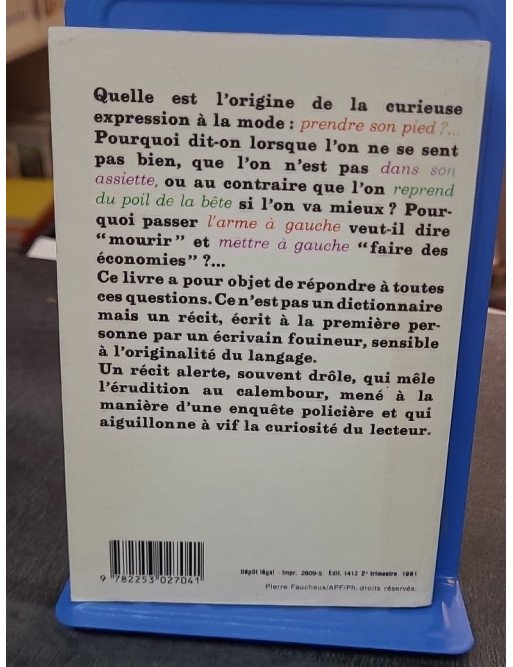 Quelle est l'origine de la curieuse
expression à la mode : prendre son pied ?...
Pourquoi dit-on lorsque l'on ne se sent
pas bien, que l'on n'est pas dans son
assiette, ou au contraire que l'on reprend
du poil de la bête si l'on va mieux ? Pour-
quoi passer l'arme à gauche veut-il dire
"mourir" et mettre à gauche "faire des
économies" ?...
Ce livre a pour objet de répondre à toutes
ces questions. Ce n'est pas un dictionnaire
mais un récit, écrit à la première per-
sonne par un écrivain fouineur, sensible
à l'originalité du langage.
Un récit alerte, souvent drôle, qui mêle
l'érudition au calembour, mené à la
manière d'une enquête policière et qui
aiguillonne à vif la curiosité du lecteur.
9 782253 027041
Dépôt légal - Impr. 2609-5 Edit. 1412 2e trimestre 1981
Pierre Faucheux/APF/Ph. droits réservés.